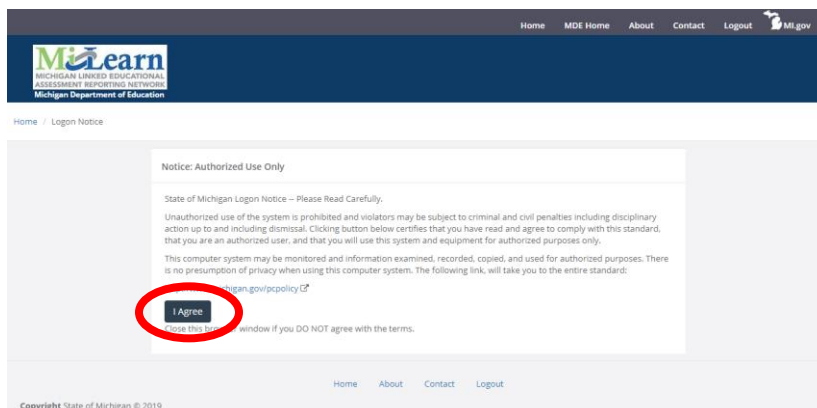 Home MDE Home About Contact Logout MI.gov
MiLearn
MICHIGAN LINKED EDUCATIONAL
ASSESSMENT REPORTING NETWORK
Michigan Department of Education
Home / Logon Notice
Notice: Authorized Use Only
State of Michigan Logon Notice -- Please Read Carefully.
Unauthorized use of the system is prohibited and violators may be subject to criminal and civil penalties including disciplinary
action up to and including dismissal. Clicking button below certifies that you have read and agree to comply with this standard,
that you are an authorized user, and that you will use this system and equipment for authorized purposes only.
This computer system may be monitored and information examined, recorded, copied, and used for authorized purposes. There
is no presumption of privacy when using this computer system. The following link, will take you to the entire standard:
higan.gov/pcpolicy
I Agree
Close this window if you DO NOT agree with the terms.
Home About Contact Logout
Copyright State of Michigan © 2019